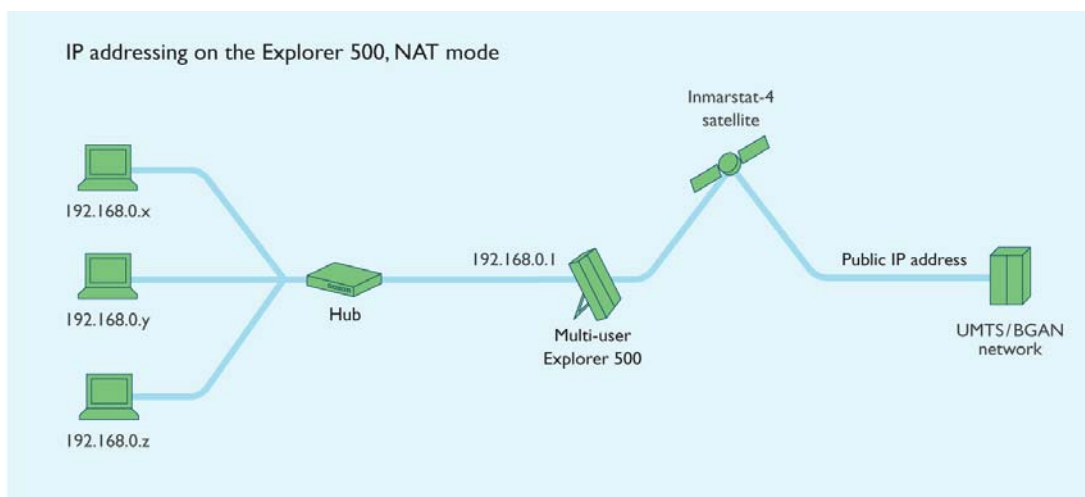 IP addressing on the Explorer 500, NAT mode
Inmarstat-4
satellite
192.168.0.x
192.168.0.1
Public IP address
192.168.0.y
Hub
Multi-user
Explorer 500
UMTS/BGAN
network
192.168.0.z